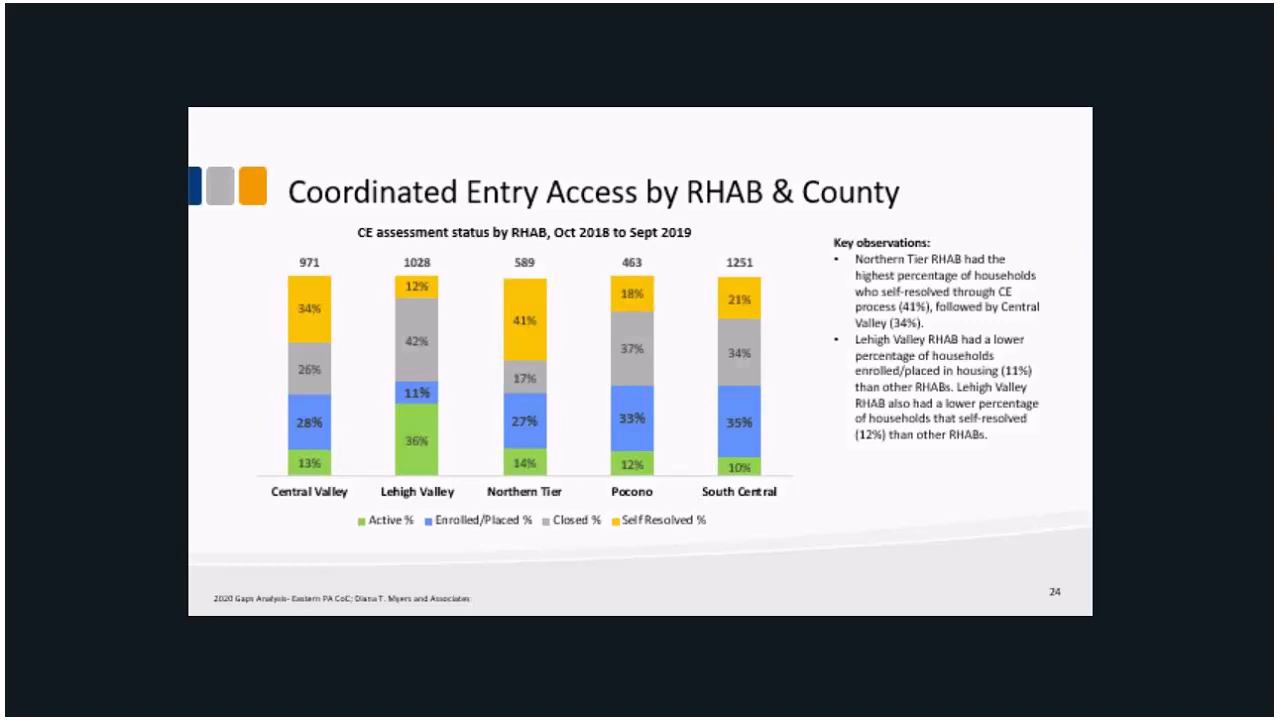 Coordinated Entry Access by RHAB & County
CE assessment status by RHAB, Oct 2018 to Sept 2019
971 1028 589 463 1251
34% 12% 41% 18% 21%
26% 42% 17% 37% 34%
28% 11% 27% 33% 35%
13% 36% 14% 12% 10%
Central Valley Lehigh Valley Northern Tier Pocono South Central
Active % Enrolled/Placed % Closed % Self Resolved %
Key observations:
• Northern Tier RHAB had the
highest percentage of households
who self-resolved through CE
process (41%), followed by Central
Valley (34%).
• Lehigh Valley RHAB had a lower
percentage of households
enrolled/placed in housing (11%)
than other RHABs. Lehigh Valley
RHAB also had a lower percentage
of households that self-resolved
(12%) than other RHABs.
2020 Gaps Analysis- Eastern PA CoC; Diana T. Myers and Associates
24